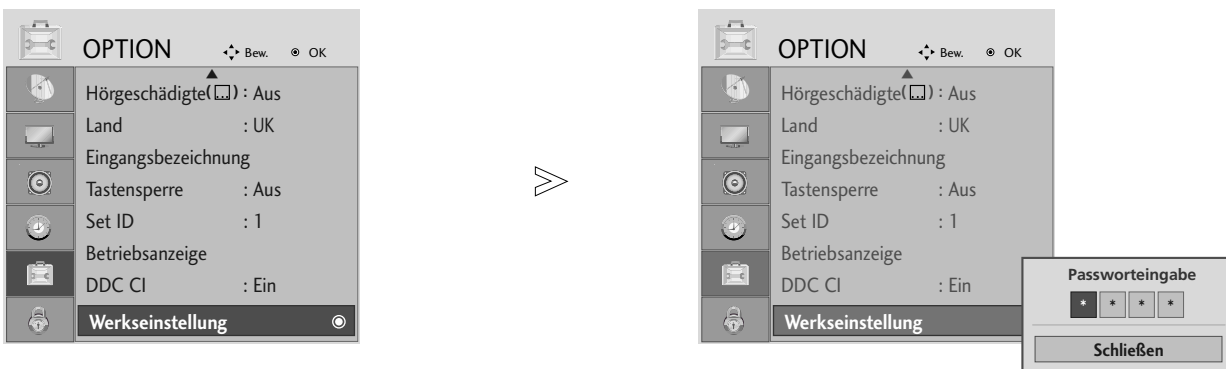 OPTION Bew. OK
Hörgeschädigte( ) : Aus
Land : UK
Eingangsbezeichnung
Tastensperre : Aus
Set ID : 1
Betriebsanzeige
DDC CI : Ein
Werkseinstellung
OPTION Bew. OK
Hörgeschädigte( ) : Aus
Land : UK
Eingangsbezeichnung
Tastensperre : Aus
Set ID : 1
Betriebsanzeige
DDC CI : Ein
Werkseinstellung
Passworteingabe
* * * *
Schließen